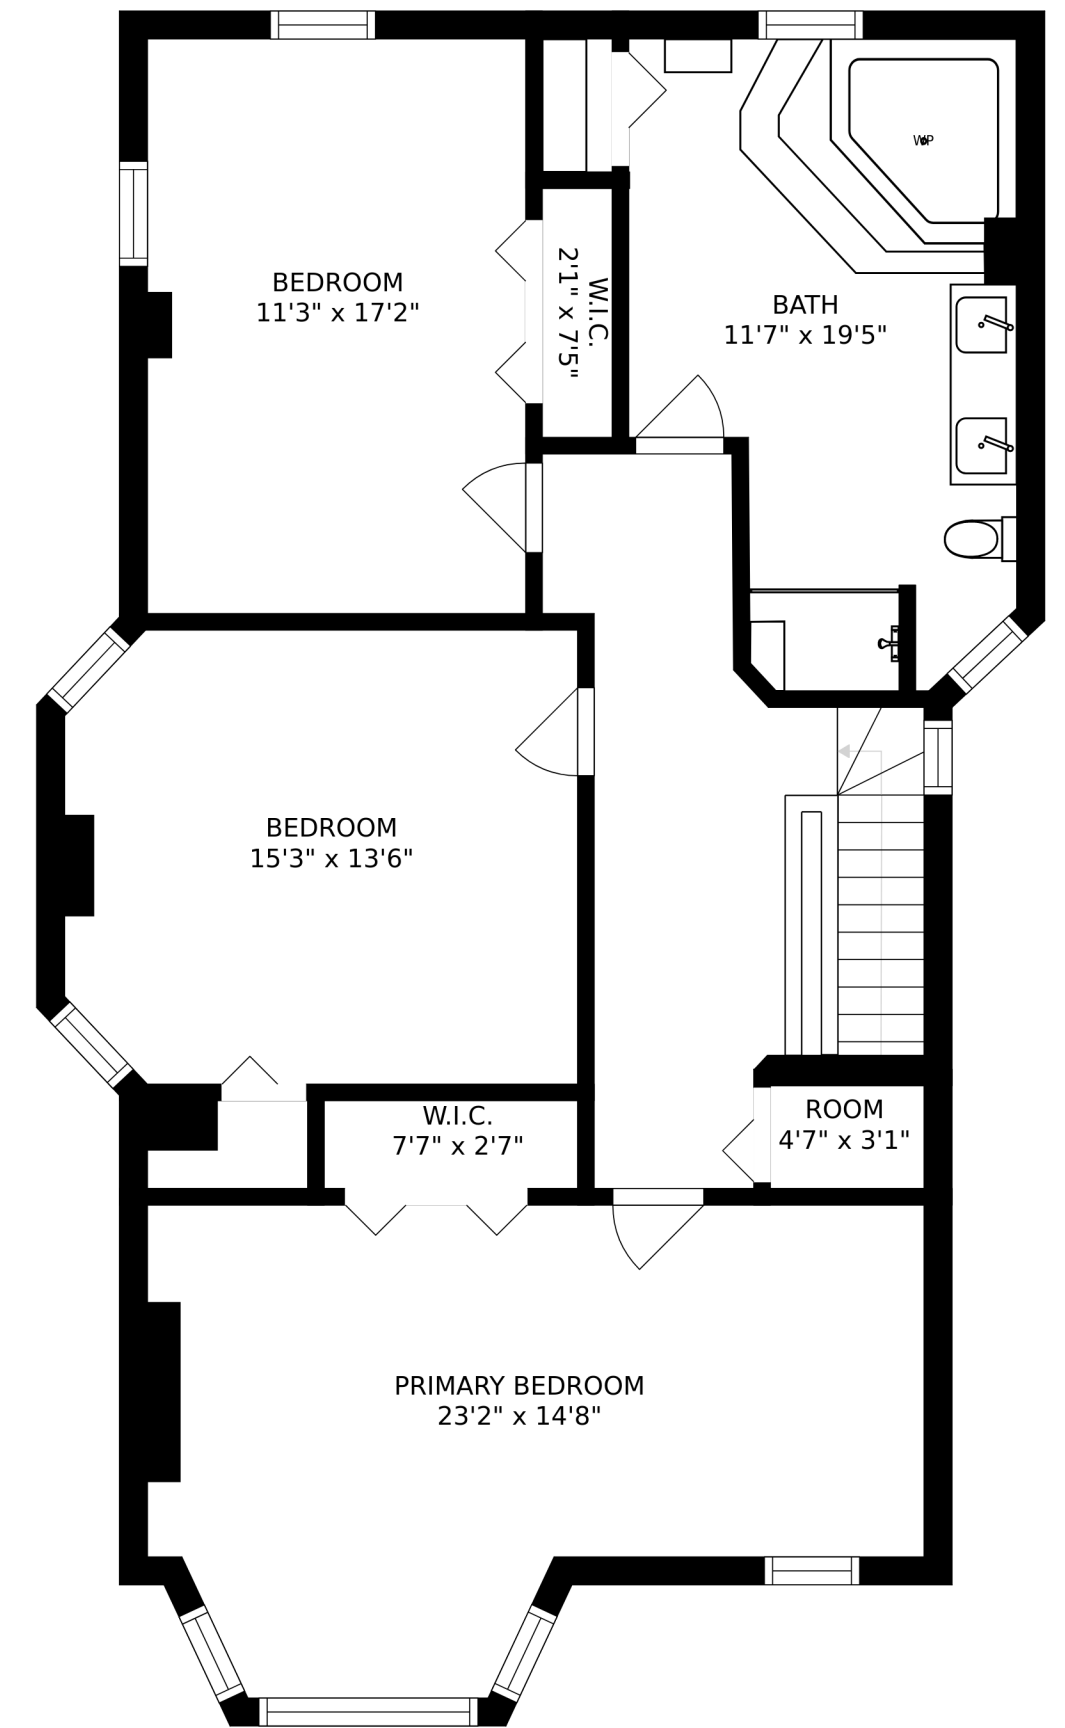 WP
BEDROOM
11'3" x 17'2"
W.I.C.
2'1" x 7'5"
BATH
11'7" x 19'5"
BEDROOM
15'3" x 13'6"
W.I.C.
7'7" x 2'7"
ROOM
4'7" x 3'1"
PRIMARY BEDROOM
23'2" x 14'8"